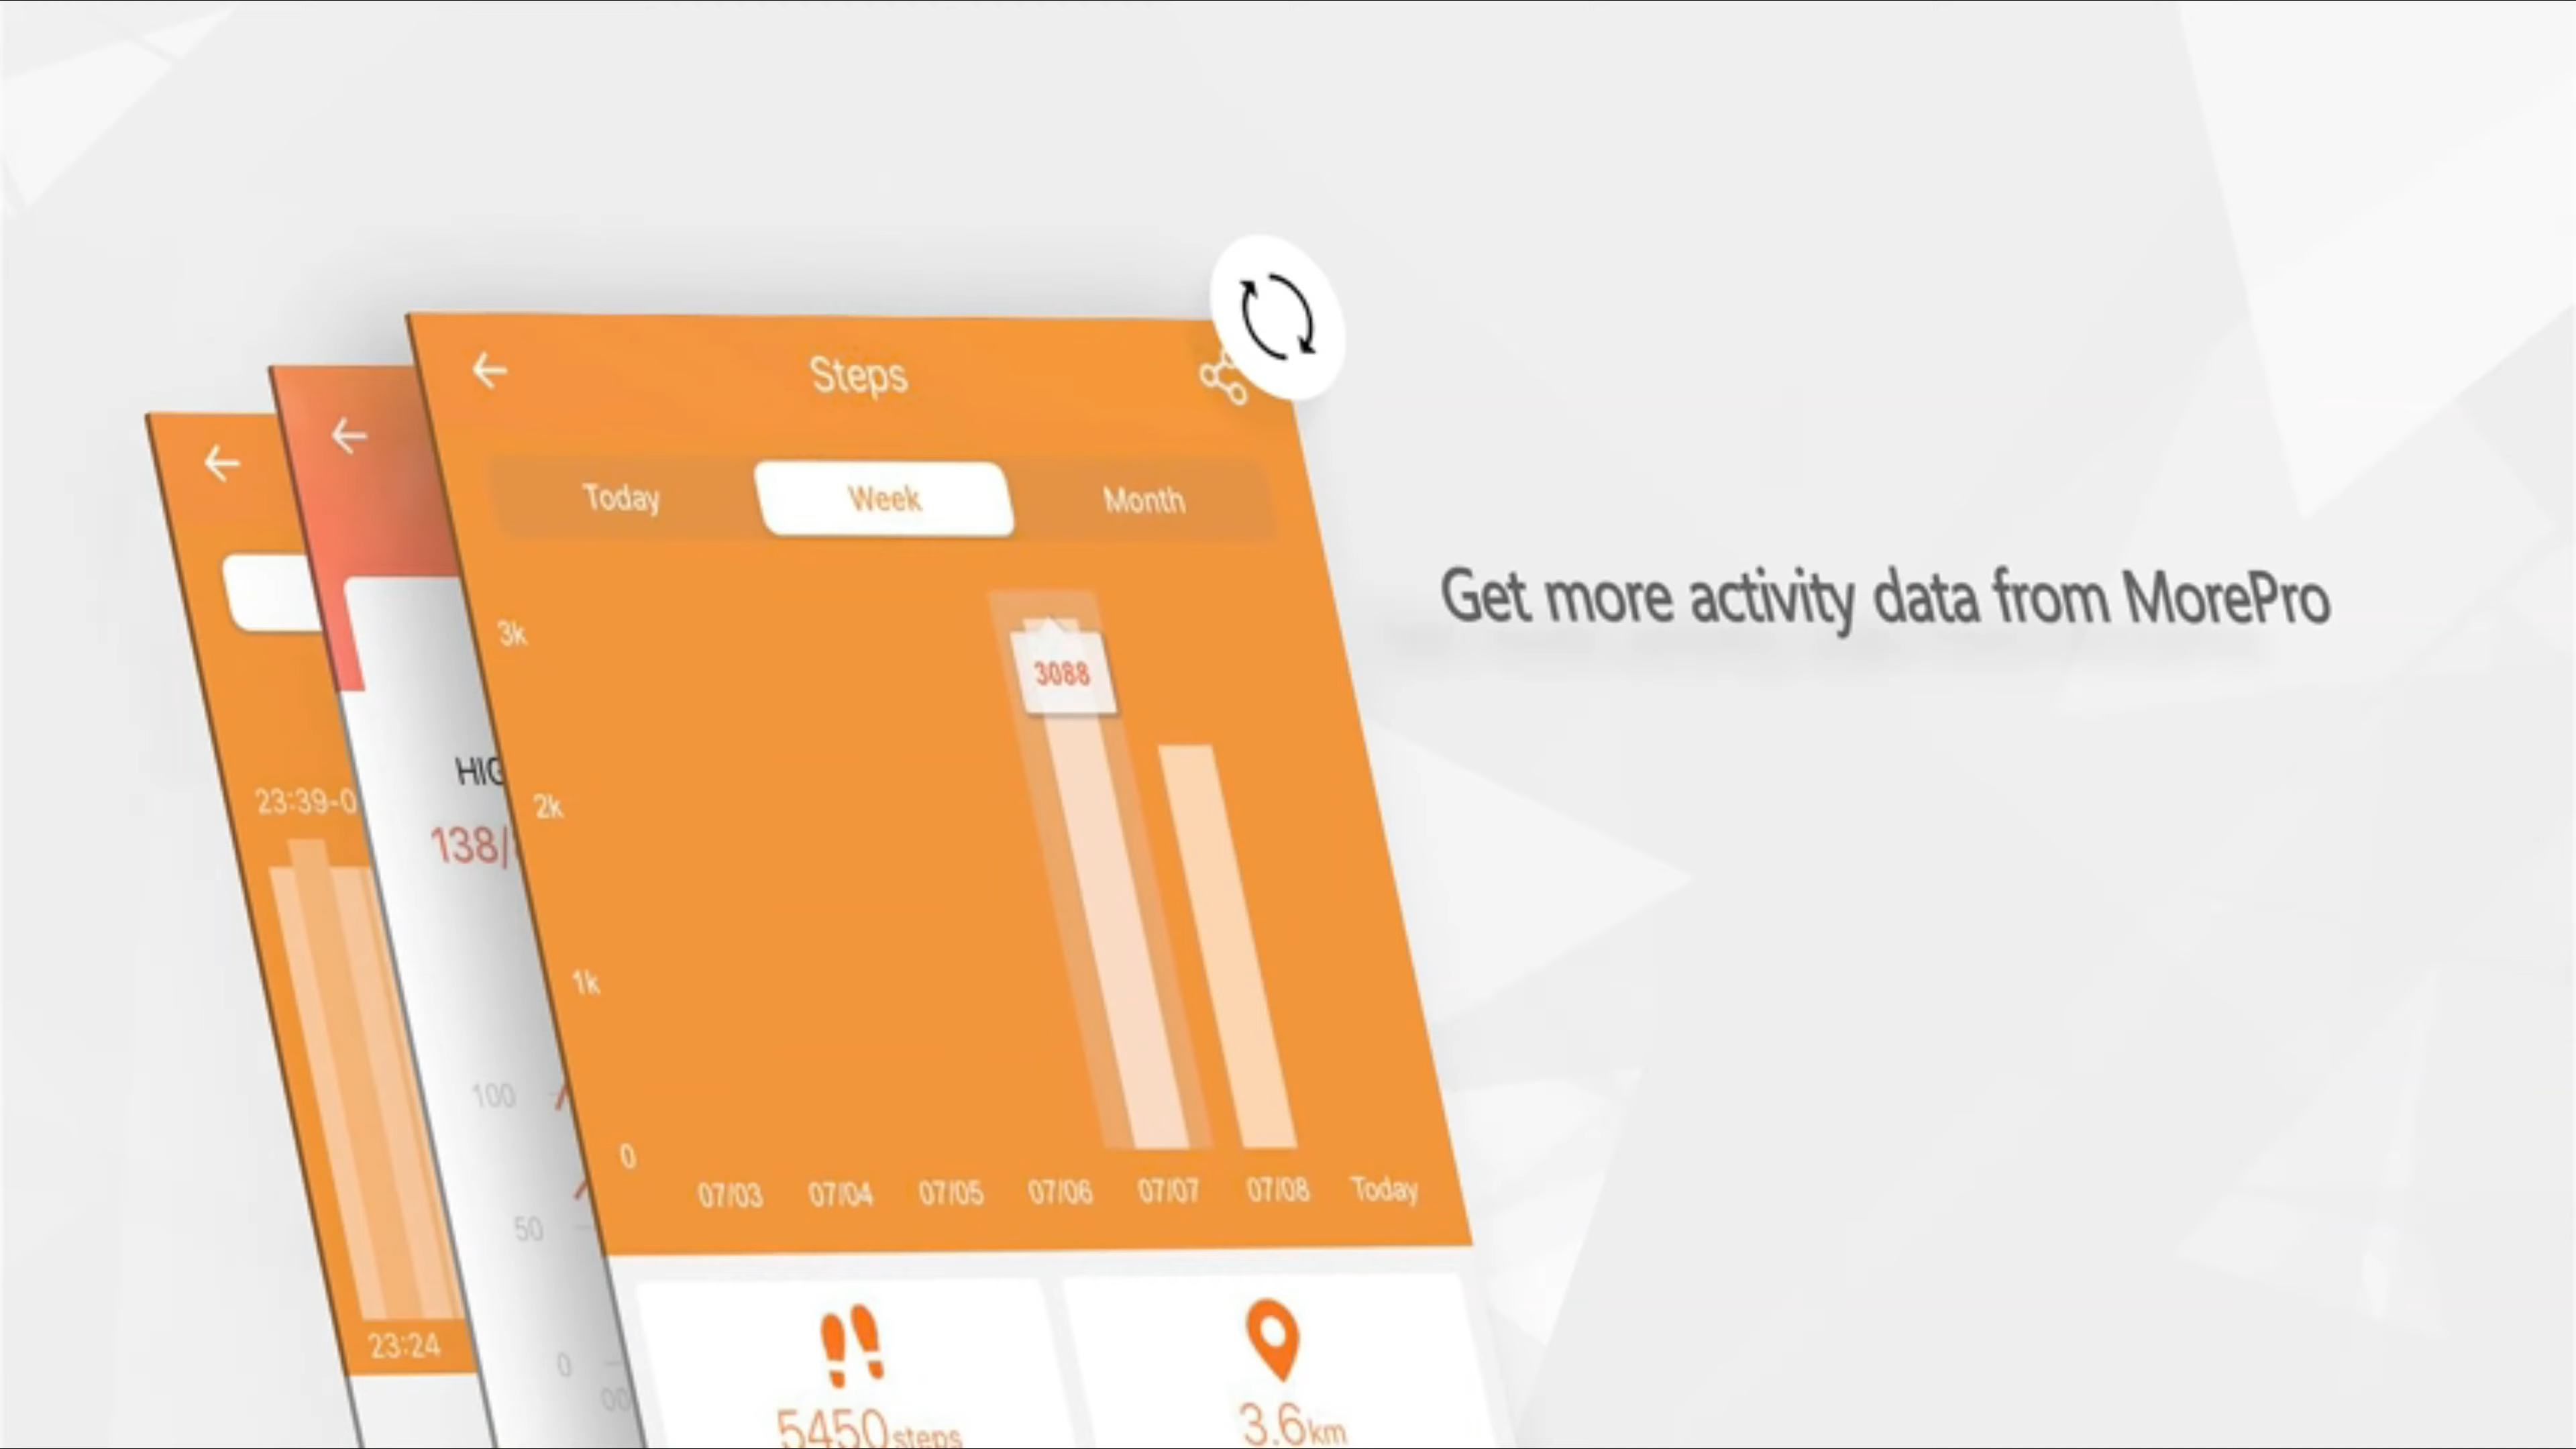 Steps
Today Week Month
Get more activity data from MorePro
3k
3088
HIG
23:39-0
2k
138/
1k
100
0
07/03 07/04 07/05 07/06 07/07 07/08 Today
50
23:24
0
00
5450steps 3.6km